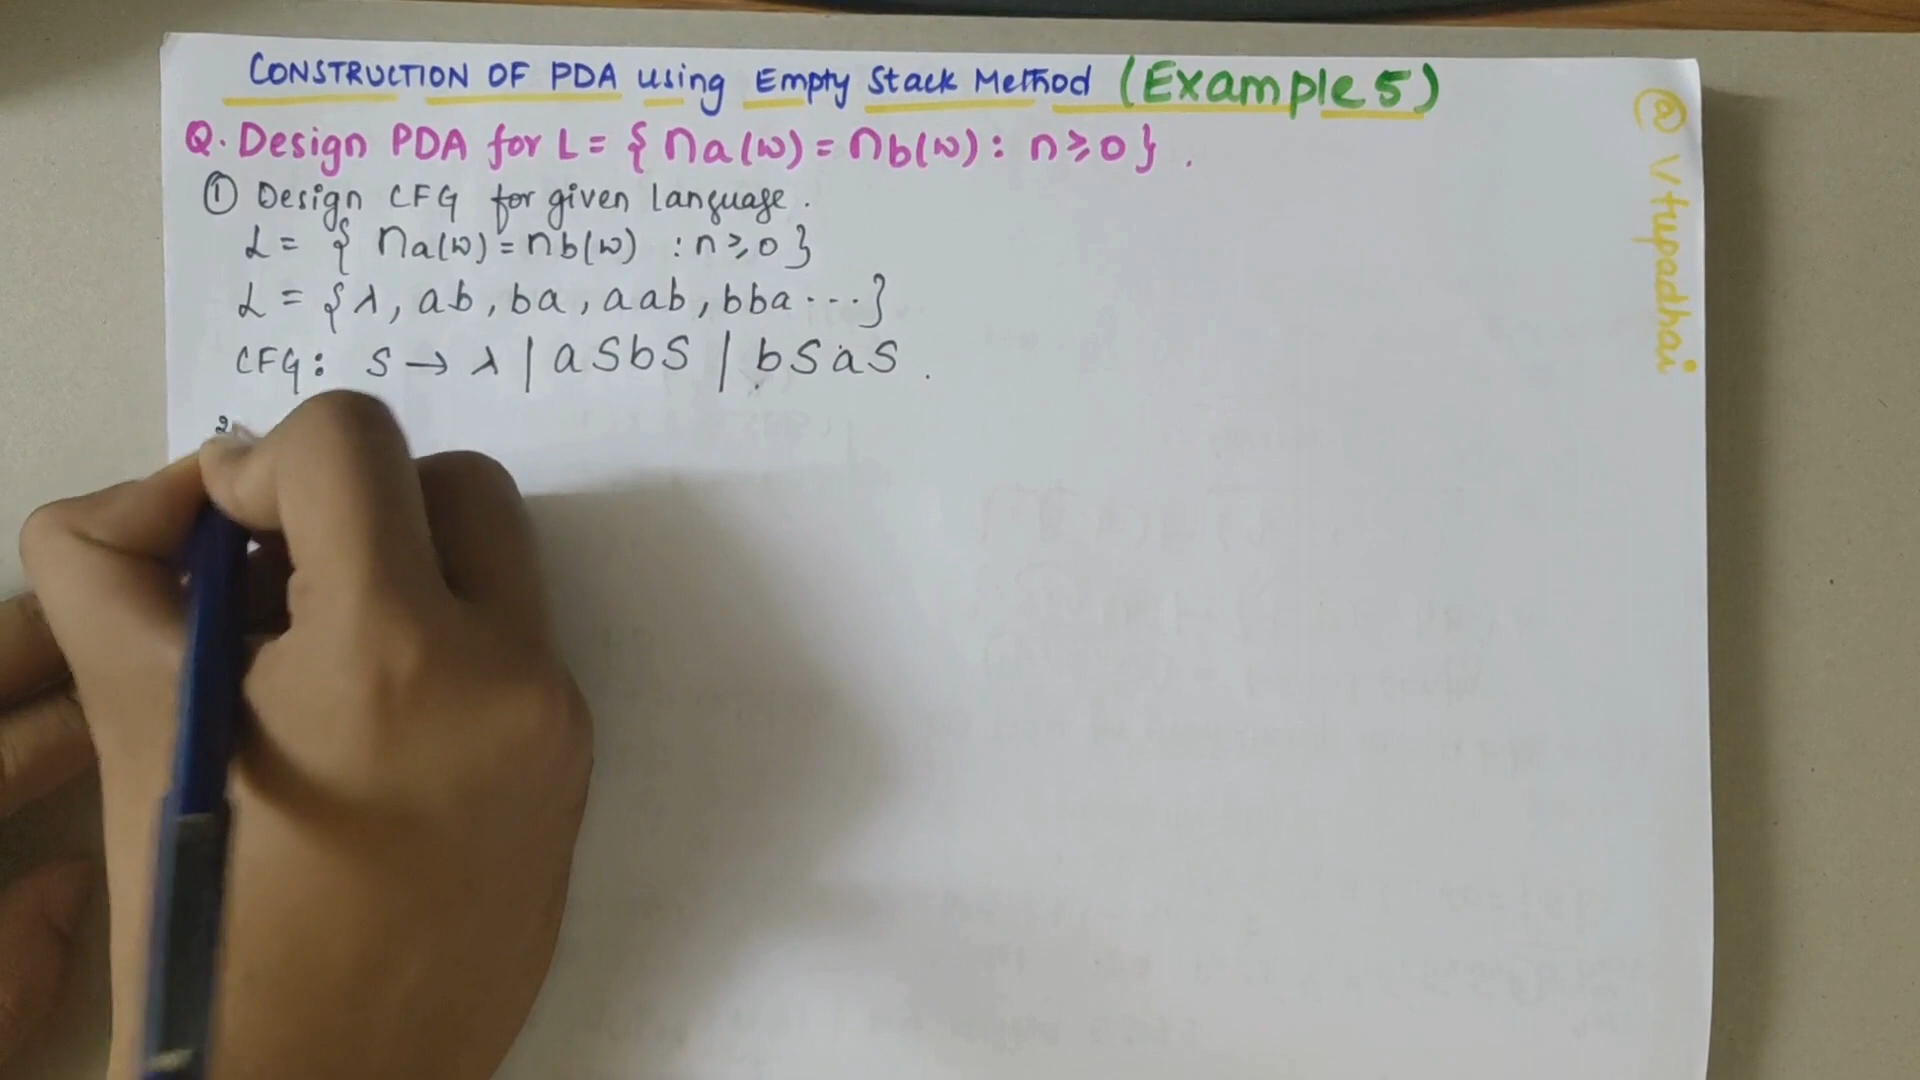 CONSTRUCTION OF PDA using Empty Stack Method (Example 5)
Q. Design PDA for L = { na(w) = nb(w) : n ≥ 0 } .
① Design CFG for given language .
L = { na(w) = nb(w) : n ≥ 0 }
L = { λ, ab, ba, aab, bba ... }
CFG : S → λ | aSbS | bSaS .
2
@Vtupadhai